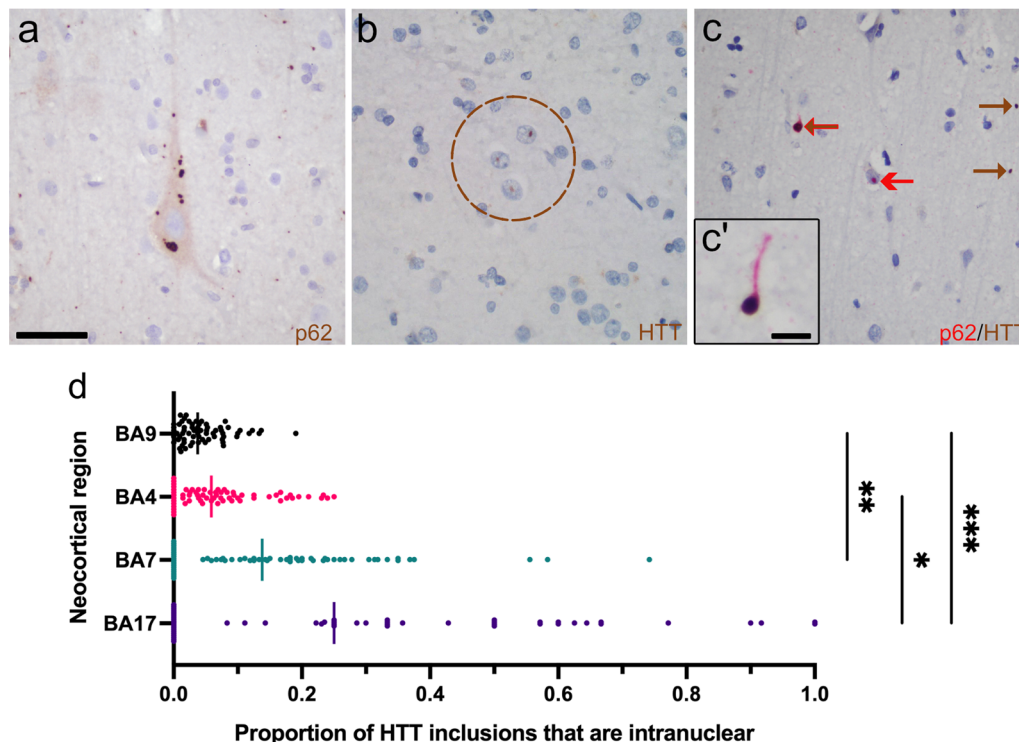 a
p62
b
HTT
c
c'
p62/HTT
d
Neocortical region
BA9
BA4
BA7
BA17
0.0 0.2 0.4 0.6 0.8 1.0
Proportion of HTT inclusions that are intranuclear
**
*
***